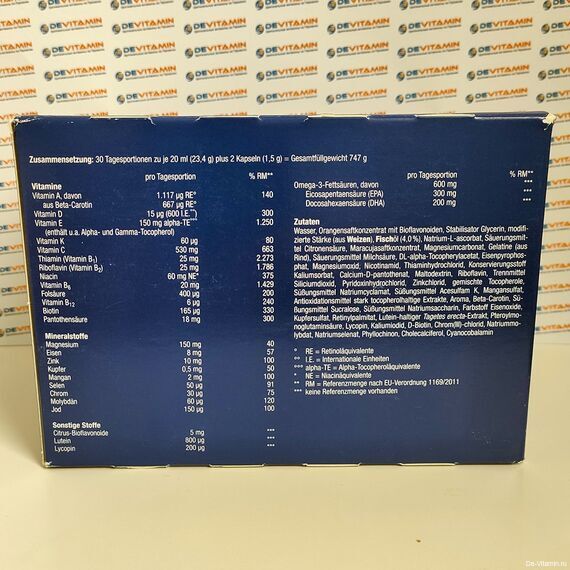 DEVITAMIN
Zusammensetzung: 30 Tagesportionen zu je 20 ml (23,4 g) plus 2 Kapseln (1,5 g) = Gesamtfüllgewicht 747 g
pro Tagesportion % RM**
Vitamine
Vitamin A, davon 1.117 µg RE° 140
aus Beta-Carotin 667 µg RE°
Vitamin D 15 µg (600 I.E.°°) 300
Vitamin E 150 mg alpha-TE°°° 1.250
(enthält u.a. Alpha- und Gamma-Tocopherol)
Vitamin K 60 µg 80
Vitamin C 530 mg 663
Thiamin (Vitamin B1) 25 mg 2.273
Riboflavin (Vitamin B2) 25 mg 1.786
Niacin 60 mg NE* 375
Vitamin B6 20 mg 1.429
Folsäure 400 µg 200
Vitamin B12 6 µg 240
Biotin 165 µg 330
Pantothensäure 18 mg 300
Mineralstoffe
Magnesium 150 mg 40
Eisen 8 mg 57
Zink 10 mg 100
Kupfer 0,5 mg 50
Mangan 2 mg 100
Selen 50 µg 91
Chrom 30 µg 75
Molybdän 60 µg 120
Jod 150 µg 100
Sonstige Stoffe
Citrus-Bioflavonoide 5 mg ***
Lutein 800 µg ***
Lycopin 200 µg ***
pro Tagesportion % RM**
Omega-3-Fettsäuren, davon 600 mg ***
Eicosapentaensäure (EPA) 300 mg ***
Docosahexaensäure (DHA) 200 mg ***
Zutaten
Wasser, Orangensaftkonzentrat mit Bioflavonoiden, Stabilisator Glycerin, modifi-
zierte Stärke (aus Weizen), Fischöl (4,0 %), Natrium-L-ascorbat, Säuerungsmit-
tel Citronensäure, Maracujasaftkonzentrat, Magnesiumcarbonat, Gelatine (aus
Rind), Säuerungsmittel Milchsäure, DL-alpha-Tocopherylacetat, Eisenpyrophos-
phat, Magnesiumoxid, Nicotinamid, Thiaminhydrochlorid, Konservierungsstoff
Kalium-D-pantothenat, Maltodextrin, Riboflavin, Trennmittel
Siliciumdioxid, Pyridoxinhydrochlorid, Zinkchlorid, gemischte Tocopherole,
Süßungsmittel Natriumcyclamat, Süßungsmittel Acesulfam K, Mangansulfat,
Antioxidationsmittel stark tocopherolhaltige Extrakte, Aroma, Beta-Carotin, Sü-
ßungsmittel Sucralose, Süßungsmittel Natriumsaccharin, Farbstoff Eisenoxide,
Kupfersulfat, Retinylpalmitat, Lutein-haltiger Tagetes erecta-Extrakt, Pteroylmo-
noglutaminsäure, Lycopin, Kaliumiodid, D-Biotin, Chrom(III)-chlorid, Natriummo-
lybdat, Natriumselenat, Phyllochinon, Cholecalciferol, Cyanocobalamin
° RE = Retinoläquivalente
°° I.E. = Internationale Einheiten
°°° alpha-TE = Alpha-Tocopheroläquivalente
* NE = Niacinäquivalente
** RM = Referenzmenge nach EU-Verordnung 1169/2011
*** keine Referenzmenge vorhanden
De-Vitamin.ru